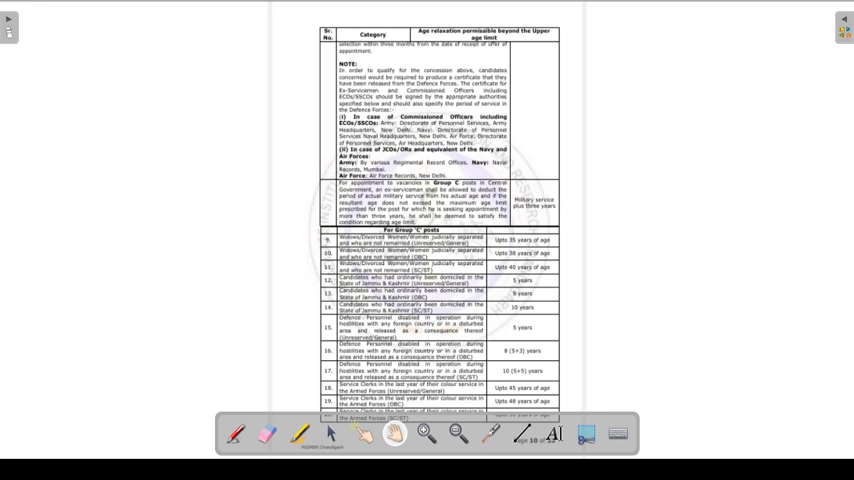 Sr. No.
Category
Age relaxation permissible beyond the Upper age limit
selection within three months from the date of receipt of offer of
appointment.
NOTE:
In order to qualify for the concession above, candidates
concerned would be required to produce a certificate that they
have been released from the Defence Forces. The certificate for
Ex-Servicemen and Commissioned Officers including
ECOs/SSCOs should be signed by the appropriate authorities
specified below and should also specify the period of service in
the Defence Forces:-
(i) In case of Commissioned Officers including
ECOs/SSCOs: Army: Directorate of Personnel Services, Army
Headquarters, New Delhi. Navy: Directorate of Personnel
Services Naval Headquarters, New Delhi. Air Force: Directorate
of Personnel Services, Air Headquarters, New Delhi.
(ii) In case of JCOs/ORs and equivalent of the Navy and
Air Forces:
Army: By various Regimental Record Offices. Navy: Naval
Records, Mumbai.
Air Force: Air Force Records, New Delhi.
For appointment to vacancies in Group C posts in Central
Government, an ex-serviceman shall be allowed to deduct the
period of actual military service from his actual age and if the
resultant age does not exceed the maximum age limit
prescribed for the post for which he is seeking appointment by
more than three years, he shall be deemed to satisfy the
condition regarding age limit.
Military service
plus three years
For Group 'C' posts
9. Widows/Divorced Women/Women judicially separated
and who are not remarried (Unreserved/General)
Upto 35 years of age
10. Widows/Divorced Women/Women judicially separated
and who are not remarried (OBC)
Upto 38 years of age
11. Widows/Divorced Women/Women judicially separated
and who are not remarried (SC/ST)
Upto 40 years of age
12. Candidates who had ordinarily been domiciled in the
State of Jammu & Kashmir (Unreserved/General)
5 years
13. Candidates who had ordinarily been domiciled in the
State of Jammu & Kashmir (OBC)
8 years
14. Candidates who had ordinarily been domiciled in the
State of Jammu & Kashmir (SC/ST)
10 years
15. Defence Personnel disabled in operation during
hostilities with any foreign country or in a disturbed
area and released as a consequence thereof
(Unreserved/General)
5 years
16. Defence Personnel disabled in operation during
hostilities with any foreign country or in a disturbed
area and released as a consequence thereof (OBC)
8 (5+3) years
17. Defence Personnel disabled in operation during
hostilities with any foreign country or in a disturbed
area and released as a consequence thereof (SC/ST)
10 (5+5) years
18. Service Clerks in the last year of their colour service in
the Armed Forces (Unreserved/General)
Upto 45 years of age
19. Service Clerks in the last year of their colour service in
the Armed Forces (OBC)
Upto 48 years of age
Service Clerks in the last year of their colour service in
the Armed Forces (SC/ST)
PGIMER Chandigarh